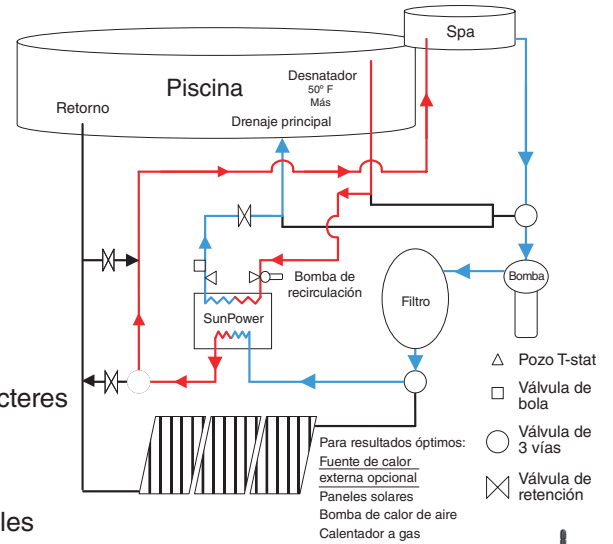 Spa
Piscina
Desnatador
50º F
Más
Retorno
Drenaje principal
Bomba de
recirculación
SunPower
Filtro
Bomba
Pozo T-stat
Válvula de
bola
Válvula de
3 vías
Válvula de
retención
cteres
les
Para resultados óptimos:
Fuente de calor
externa opcional
Paneles solares
Bomba de calor de aire
Calentador a gas